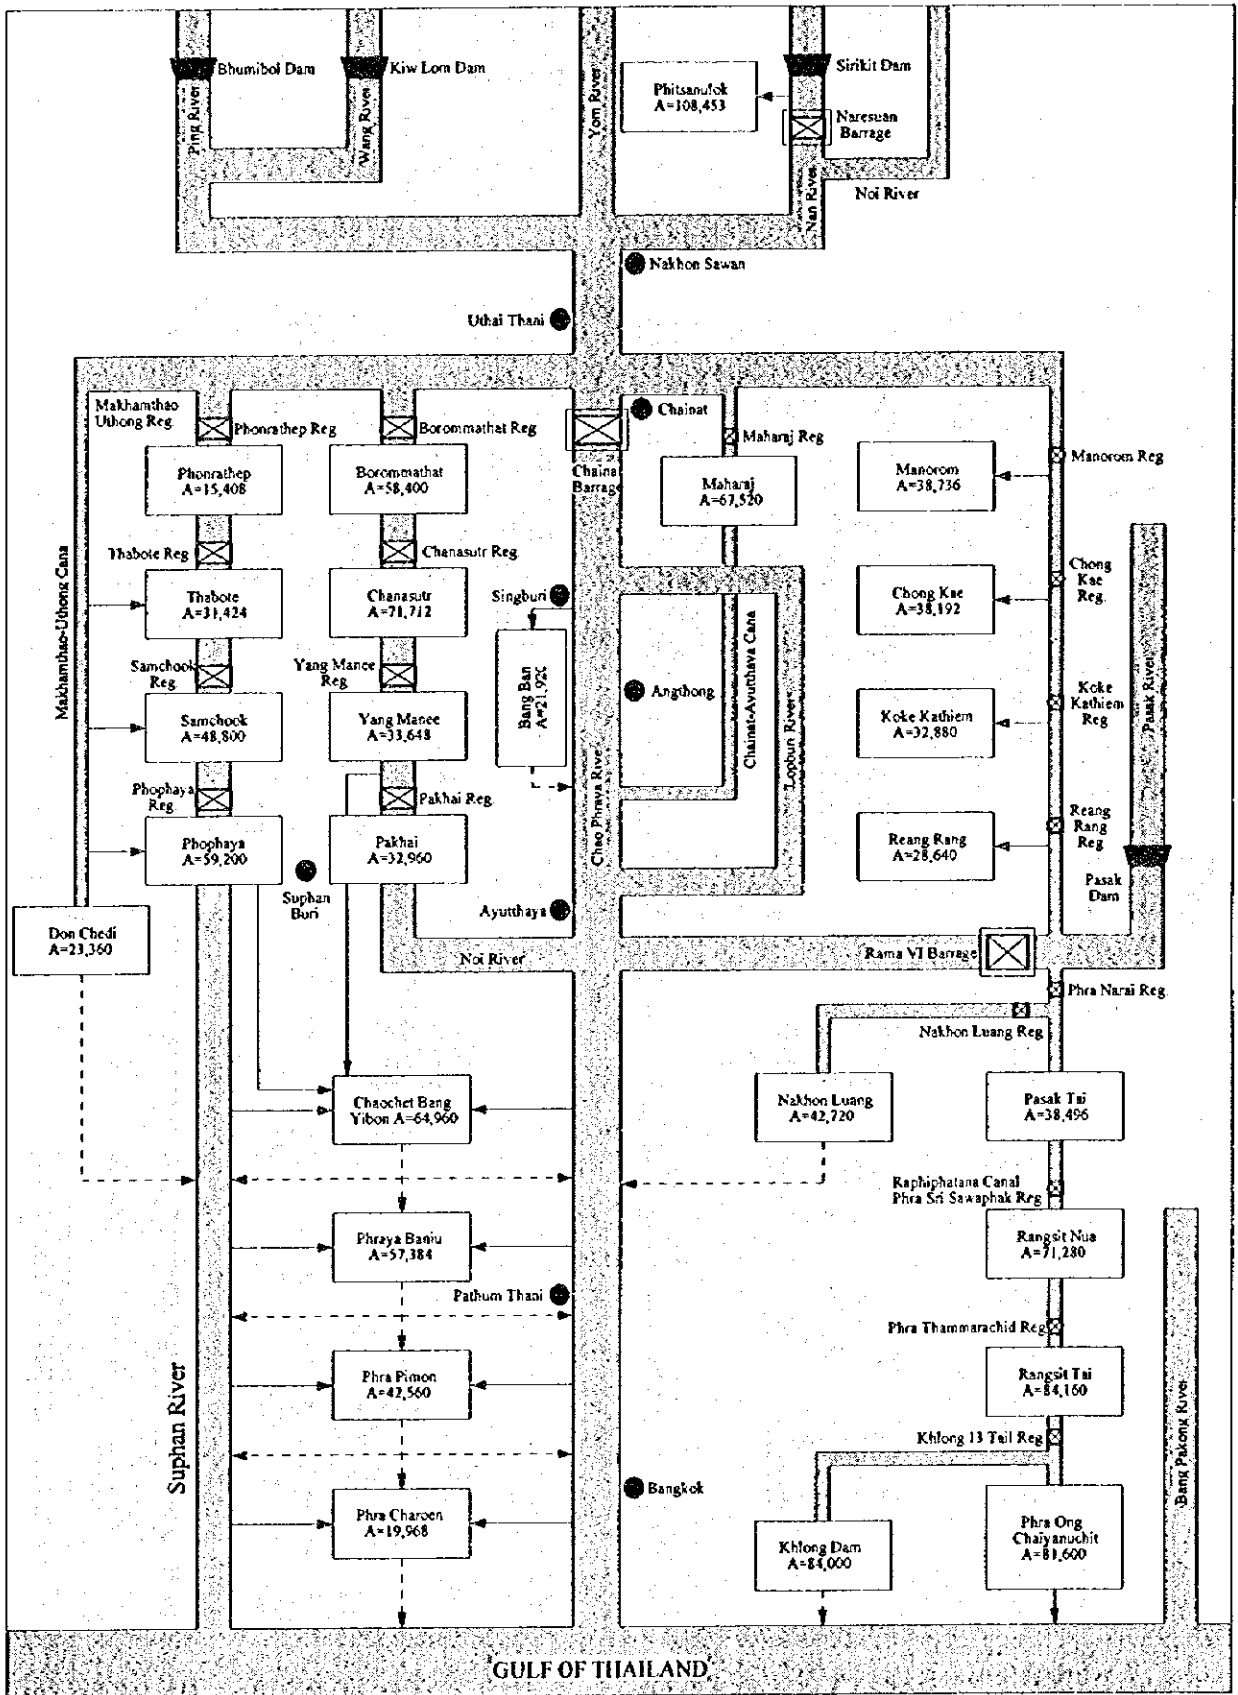 Bhumibol Dam
Kiw Lom Dam
Sirikit Dam
Ping River
Wang River
Yom River
Phitsanulok
A=108,453
Naresuan
Barrage
Nan River
Noi River
Nakhon Sawan
Uthai Thani
Makhamthao
Uthong Reg.
Phonrathep Reg
Borommathat Reg
Chainat
Maharaj Reg
Manorom Reg
Phonrathep
A=15,408
Borommathat
A=58,400
Chainat
Barrage
Maharaj
A=67,520
Manorom
A=38,736
Thabote Reg
Chanasutr Reg
Chong
Kae
Reg.
Thabote
A=31,424
Chanasutr
A=71,712
Singburi
Chong Kae
A=38,192
Makhamthao-Uthong Cana
Samchook
Reg.
Yang Manee
Reg.
Bang Ban
A=21,920
Angthong
Chainat-Ayutthaya Cana
Lopburi River
Koke
Kathiem
Reg
Pasak River
Samchook
A=48,800
Yang Manee
A=33,648
Koke Kathiem
A=32,880
Phophaya
Reg.
Pakhai Reg.
Chao Phraya River
Reang
Rang
Reg
Phophaya
A=59,200
Pakhai
A=32,960
Reang Rang
A=28,640
Suphan
Buri
Pasak
Dam
Ayutthaya
Don Chedi
A=23,360
Noi River
Rama VI Barrage
Phra Narai Reg.
Nakhon Luang Reg
Chaochet Bang
Yibon A=64,960
Nakhon Luang
A=42,720
Pasak Tai
A=38,496
Raphiphatana Canal
Phra Sri Sawaphak Reg
Phraya Banlu
A=57,384
Rangsit Nua
A=71,280
Pathum Thani
Phra Thammarachid Reg
Phra Pimon
A=42,560
Rangsit Tai
A=84,160
Suphan River
Khlong 13 Tail Reg
Bang Pakong River
Bangkok
Phra Charoen
A=19,968
Khlong Dam
A=84,000
Phra Ong
Chaiyanuchit
A=81,600
GULF OF THAILAND